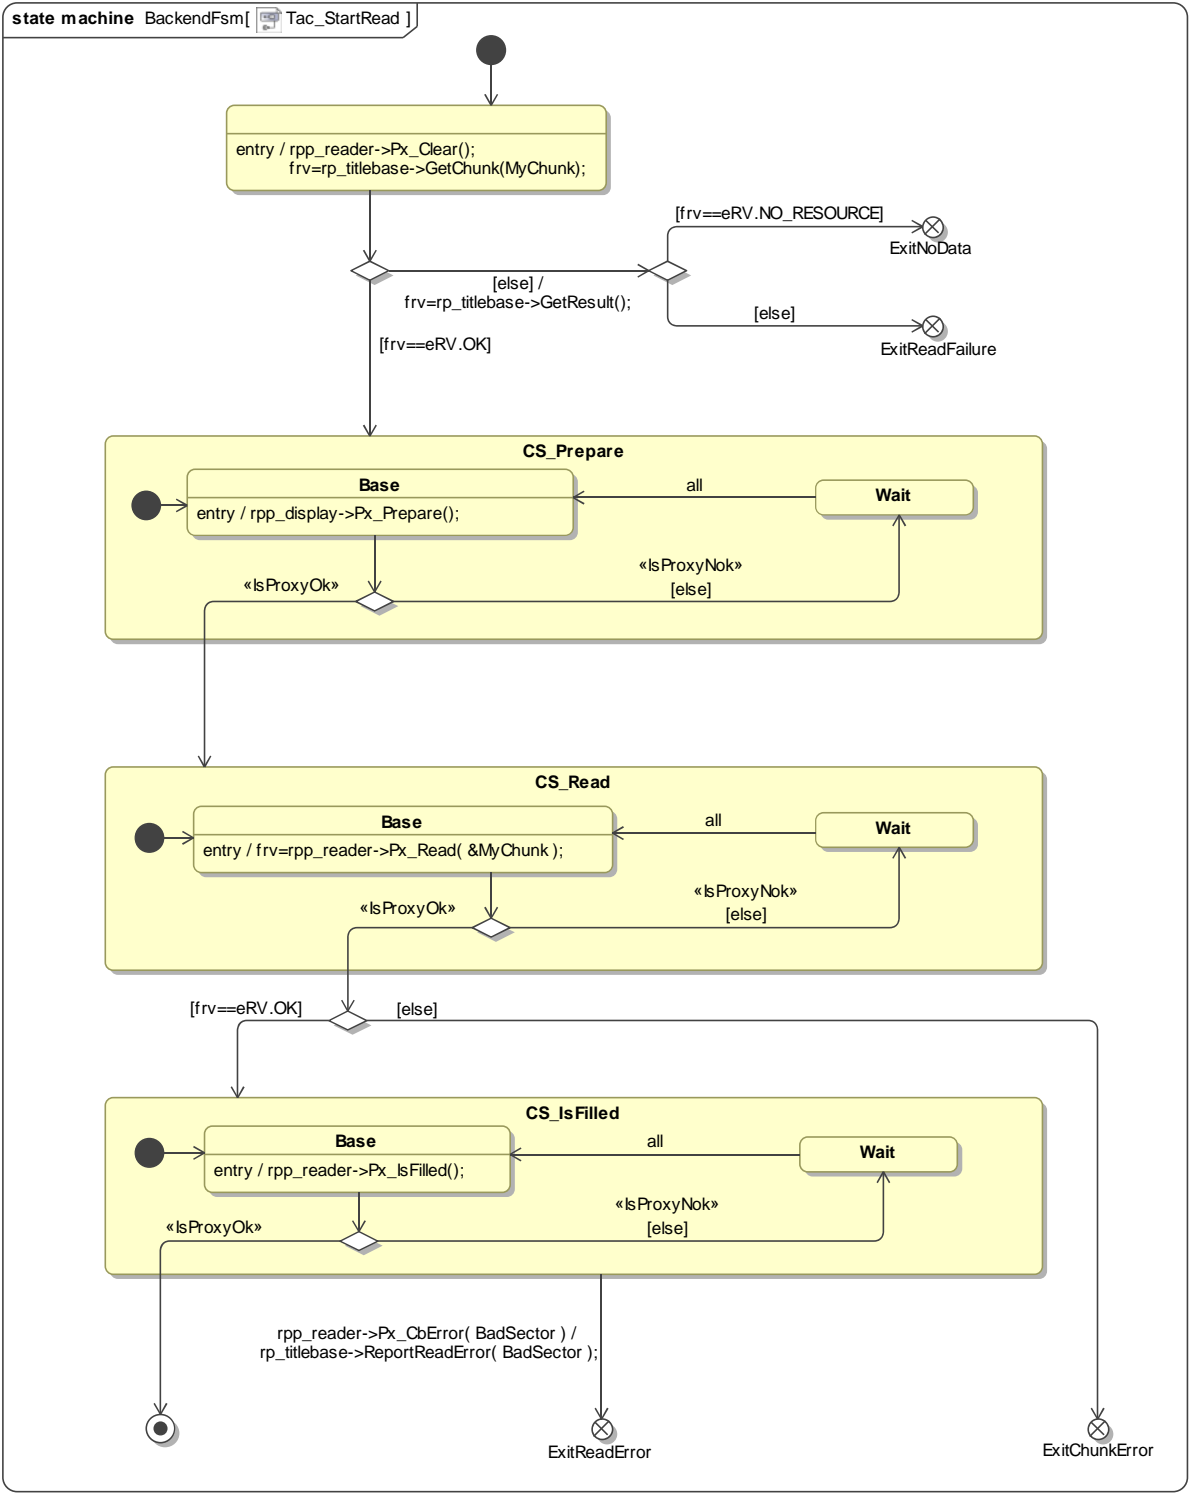 state machine BackendFsm[ Tac_StartRead ]
entry / rpp_reader->Px_Clear();
frv=rp_titlebase->GetChunk(MyChunk);
[frv==eRV.NO_RESOURCE]
ExitNoData
[else] /
frv=rp_titlebase->GetResult();
[else]
ExitReadFailure
[frv==eRV.OK]
CS_Prepare
Base
entry / rpp_display->Px_Prepare();
all
Wait
«IsProxyOk»
«IsProxyNok»
[else]
CS_Read
Base
entry / frv=rpp_reader->Px_Read( &MyChunk );
all
Wait
«IsProxyOk»
«IsProxyNok»
[else]
[frv==eRV.OK]
[else]
CS_IsFilled
Base
entry / rpp_reader->Px_IsFilled();
all
Wait
«IsProxyOk»
«IsProxyNok»
[else]
rpp_reader->Px_CbError( BadSector ) /
rp_titlebase->ReportReadError( BadSector );
ExitReadError
ExitChunkError